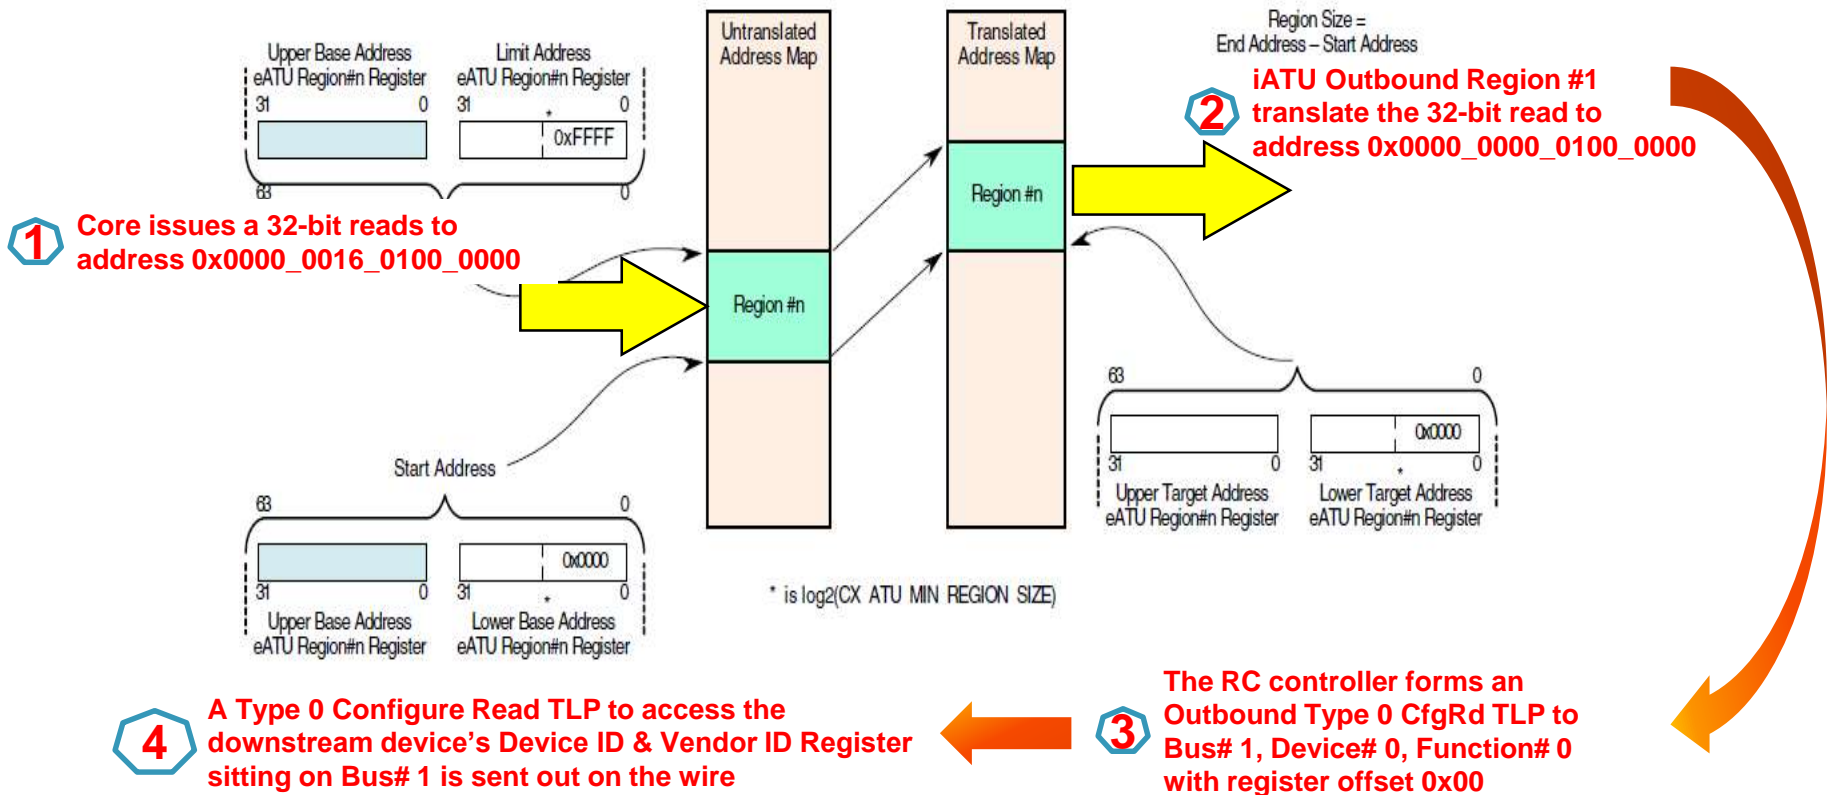 Upper Base Address
eATU Region#n Register
31 0
Limit Address
eATU Region#n Register
31 * 0
0xFFFF
63 0
Untranslated
Address Map
Region #n
Translated
Address Map
Region #n
Region Size =
End Address – Start Address
2
iATU Outbound Region #1
translate the 32-bit read to
address 0x0000_0000_0100_0000
1
Core issues a 32-bit reads to
address 0x0000_0016_0100_0000
Start Address
63 0
0x0000
31 0
31 * 0
Upper Base Address
eATU Region#n Register
Lower Base Address
eATU Region#n Register
63 0
0x0000
31 0
31 * 0
Upper Target Address
eATU Region#n Register
Lower Target Address
eATU Region#n Register
* is log2(CX ATU MIN REGION SIZE)
3
The RC controller forms an
Outbound Type 0 CfgRd TLP to
Bus# 1, Device# 0, Function# 0
with register offset 0x00
4
A Type 0 Configure Read TLP to access the
downstream device's Device ID & Vendor ID Register
sitting on Bus# 1 is sent out on the wire